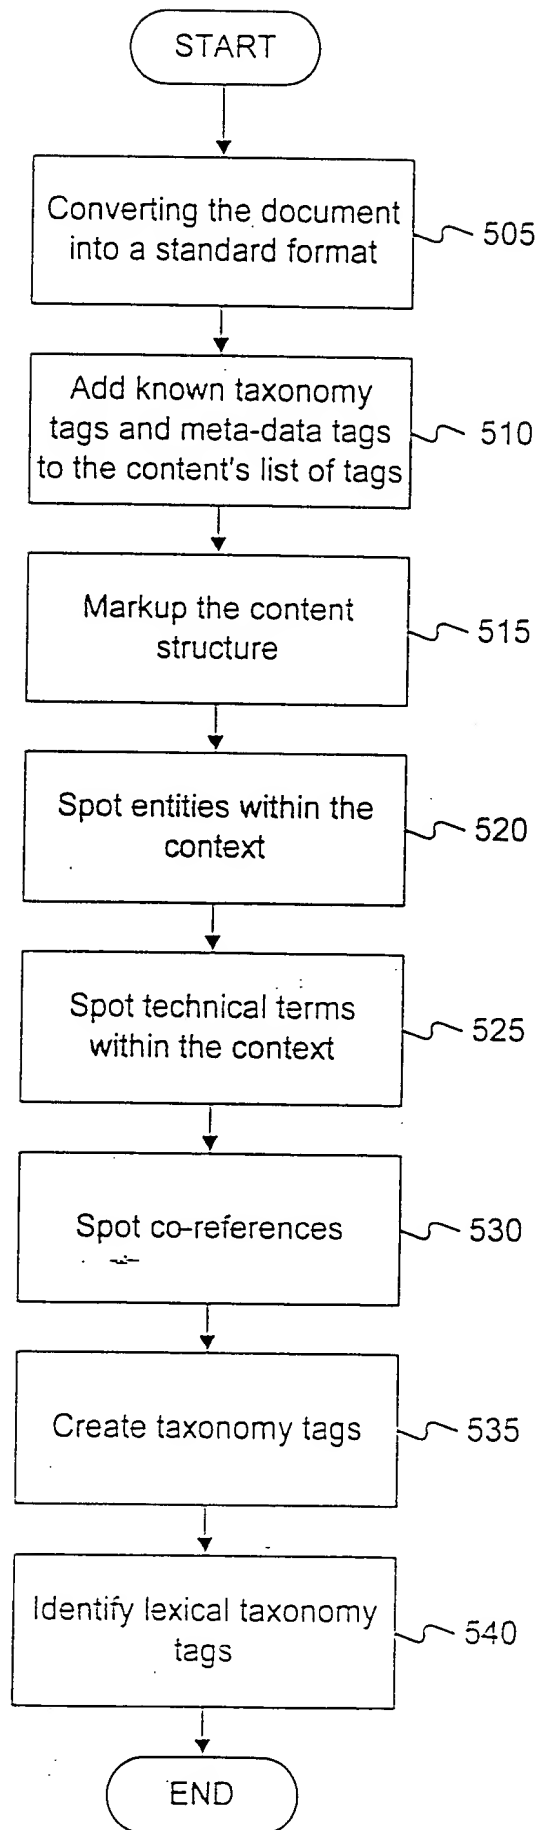 START
Converting the document
into a standard format
505
Add known taxonomy
tags and meta-data tags
to the content's list of tags
510
Markup the content
structure
515
Spot entities within the
context
520
Spot technical terms
within the context
525
Spot co-references
530
Create taxonomy tags
535
Identify lexical taxonomy
tags
540
END